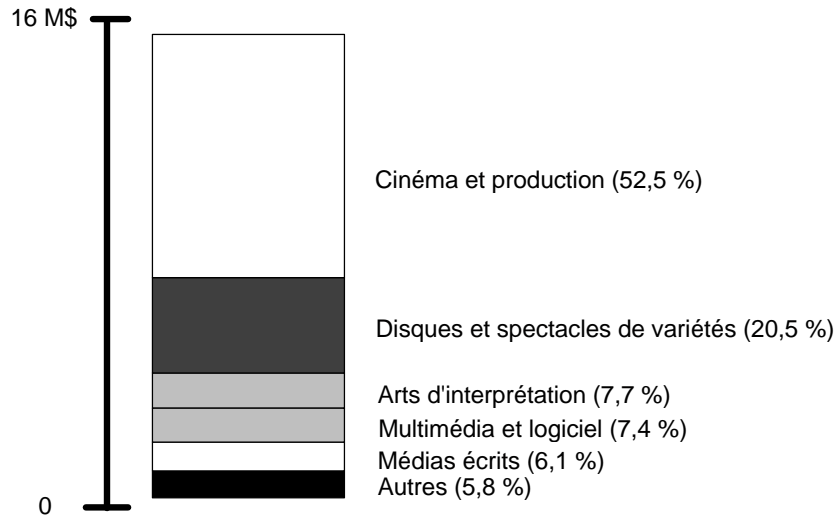 16 M$
Cinéma et production (52,5 %)
Disques et spectacles de variétés (20,5 %)
Arts d'interprétation (7,7 %)
Multimédia et logiciel (7,4 %)
Médias écrits (6,1 %)
Autres (5,8 %)
0